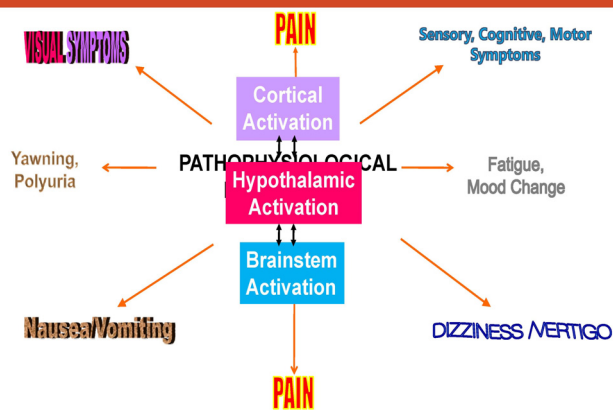 PAIN
VISUAL SYMPTOMS
Sensory, Cognitive, Motor
Symptoms
Cortical
Activation
Yawning,
Polyuria
PATHOPHYSIOLOGICAL
Hypothalamic
Activation
Fatigue,
Mood Change
Brainstem
Activation
Nausea/Vomiting
DIZZINESS /VERTIGO
PAIN